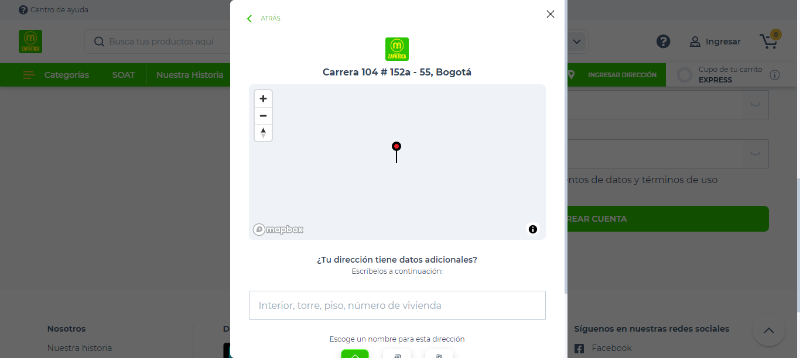 Centro de ayuda
Busca tus productos aquí
Ingresar
0
Categorías
SOAT
Nuestra Historia
INGRESAR DIRECCIÓN
Cupo de tu carrito
EXPRESS
ATRÁS
m
ZAPATOCA
Carrera 104 # 152a - 55, Bogotá
mapbox
¿Tu dirección tiene datos adicionales?
Escríbelos a continuación:
Interior, torre, piso, número de vivienda
Escoge un nombre para esta dirección
de datos y términos de uso
CUENTA
Nosotros
Nuestra historia
Síguenos en nuestras redes sociales
Facebook